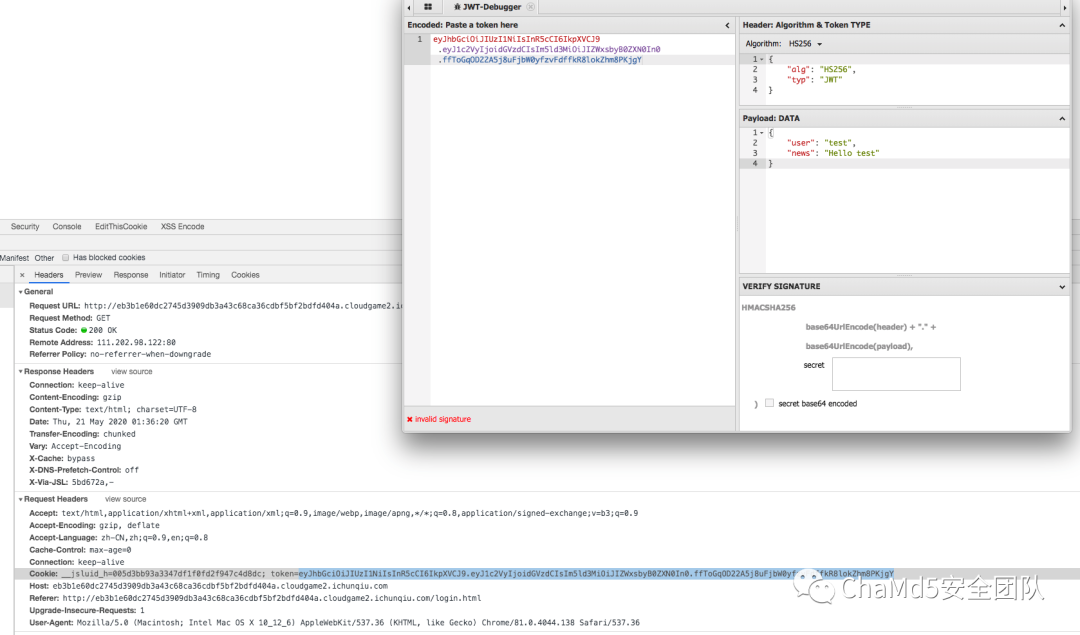 JWT-Debugger
Encoded: Paste a token here
1 eyJhbGciOiJIUzI1NiIsInR5cCI6IkpXVCJ9
.eyJ1c2VyIjoidGVzdCIsIm5ld3MiOiJIZWxsbyB0ZXN0In0
.ffToGqOD22A5j8uFjbW0yfzvFdffkR8lokZhm8PKjgY
invalid signature
Header: Algorithm & Token TYPE
Algorithm: HS256
1 {
2 "alg": "HS256",
3 "typ": "JWT"
4 }
Payload: DATA
1 {
2 "user": "test",
3 "news": "Hello test"
4 }
VERIFY SIGNATURE
HMACSHA256
base64UrlEncode(header) + "." +
base64UrlEncode(payload),
secret
) secret base64 encoded
Security Console EditThisCookie XSS Encode
Manifest Other Has blocked cookies
× Headers Preview Response Initiator Timing Cookies
General
Request URL: http://eb3b1e60dc2745d3909db3a43c68ca36cdbf5bf2bdfd404a.cloudgame2.ic
Request Method: GET
Status Code: 200 OK
Remote Address: 111.202.98.122:80
Referrer Policy: no-referrer-when-downgrade
Response Headers view source
Connection: keep-alive
Content-Encoding: gzip
Content-Type: text/html; charset=UTF-8
Date: Thu, 21 May 2020 01:36:20 GMT
Transfer-Encoding: chunked
Vary: Accept-Encoding
X-Cache: bypass
X-DNS-Prefetch-Control: off
X-Via-JSL: 5bd672a,-
Request Headers view source
Accept: text/html,application/xhtml+xml,application/xml;q=0.9,image/webp,image/apng,*/*;q=0.8,application/signed-exchange;v=b3;q=0.9
Accept-Encoding: gzip, deflate
Accept-Language: zh-CN,zh;q=0.9,en;q=0.8
Cache-Control: max-age=0
Connection: keep-alive
Cookie: __jsluid_h=005d3bb93a3347df1f0fd2f947c4d8dc; token=eyJhbGciOiJIUzI1NiIsInR5cCI6IkpXVCJ9.eyJ1c2VyIjoidGVzdCIsIm5ld3MiOiJIZWxsbyB0ZXN0In0.ffToGqOD22A5j8uFjbW0yfzvFdffkR8lokZhm8PKjgY
Host: eb3b1e60dc2745d3909db3a43c68ca36cdbf5bf2bdfd404a.cloudgame2.ichunqiu.com
Referer: http://eb3b1e60dc2745d3909db3a43c68ca36cdbf5bf2bdfd404a.cloudgame2.ichunqiu.com/login.html
Upgrade-Insecure-Requests: 1
User-Agent: Mozilla/5.0 (Macintosh; Intel Mac OS X 10_12_6) AppleWebKit/537.36 (KHTML, like Gecko) Chrome/81.0.4044.138 Safari/537.36
ChaMd5安全团队